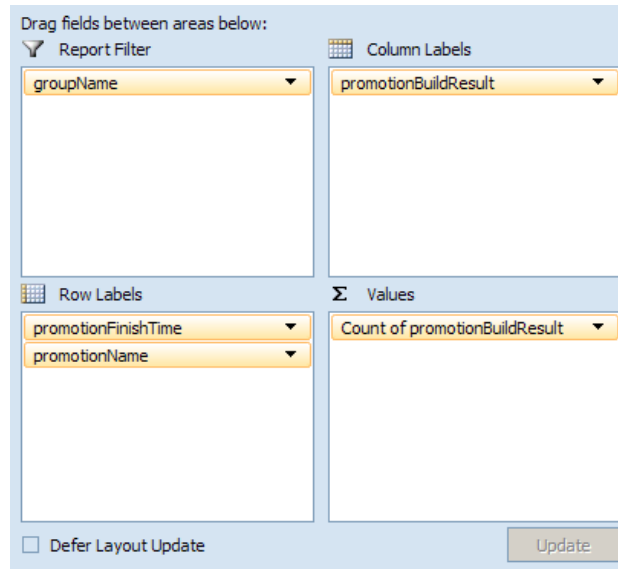 Drag fields between areas below:
Report Filter
Column Labels
groupName
promotionBuildResult
Row Labels
Σ Values
promotionFinishTime
Count of promotionBuildResult
promotionName
Defer Layout Update
Update